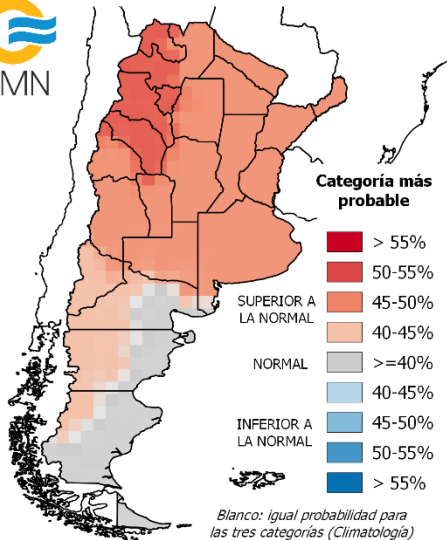 MN
Categoría más
probable
> 55%
50-55%
SUPERIOR A
LA NORMAL
45-50%
40-45%
NORMAL
>=40%
40-45%
INFERIOR A
LA NORMAL
45-50%
50-55%
> 55%
Blanco: igual probabilidad para
las tres categorías (Climatología)